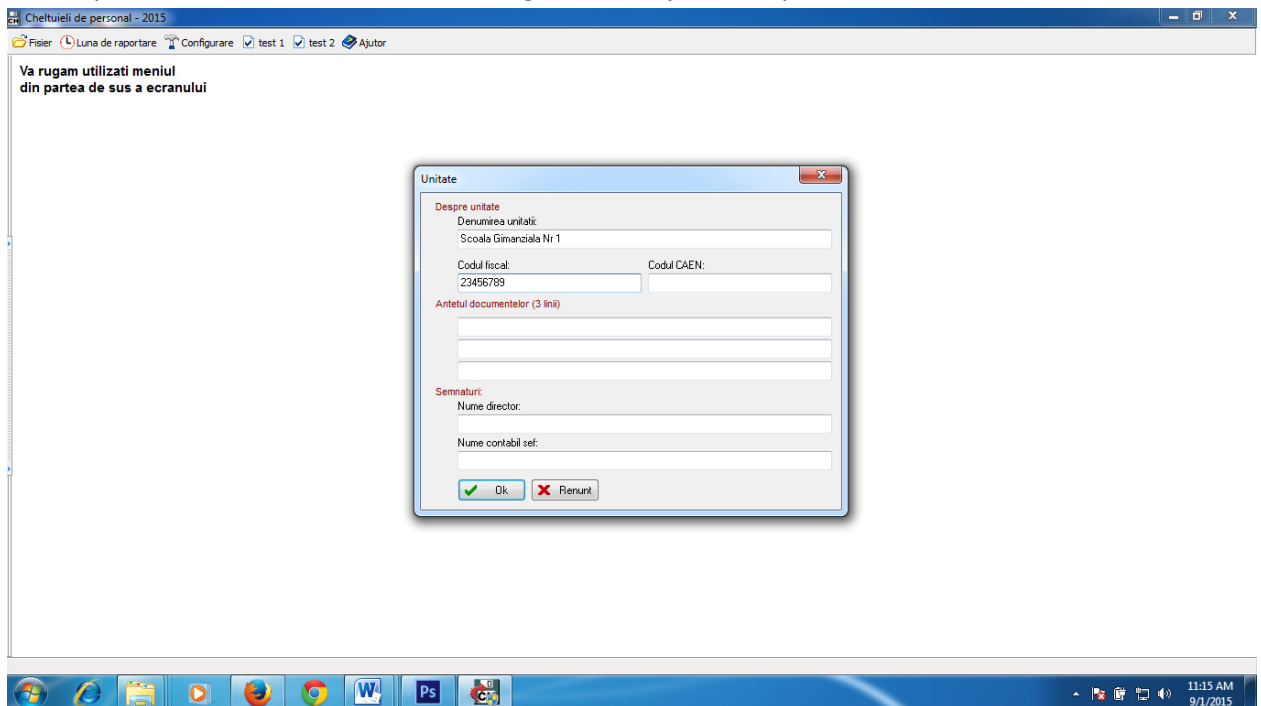 Cheltuieli de personal - 2015
Fisier Luna de raportare Configurare test 1 test 2 Ajutor
Va rugam utilizati meniul
din partea de sus a ecranului
Unitate
Despre unitate
Denumirea unitatii:
Scoala Gimanziala Nr 1
Codul fiscal: Codul CAEN:
23456789
Antetul documentelor (3 linii)
Semnaturi:
Nume director:
Nume contabil sef:
Ok Renunt
W Ps
11:15 AM
9/1/2015